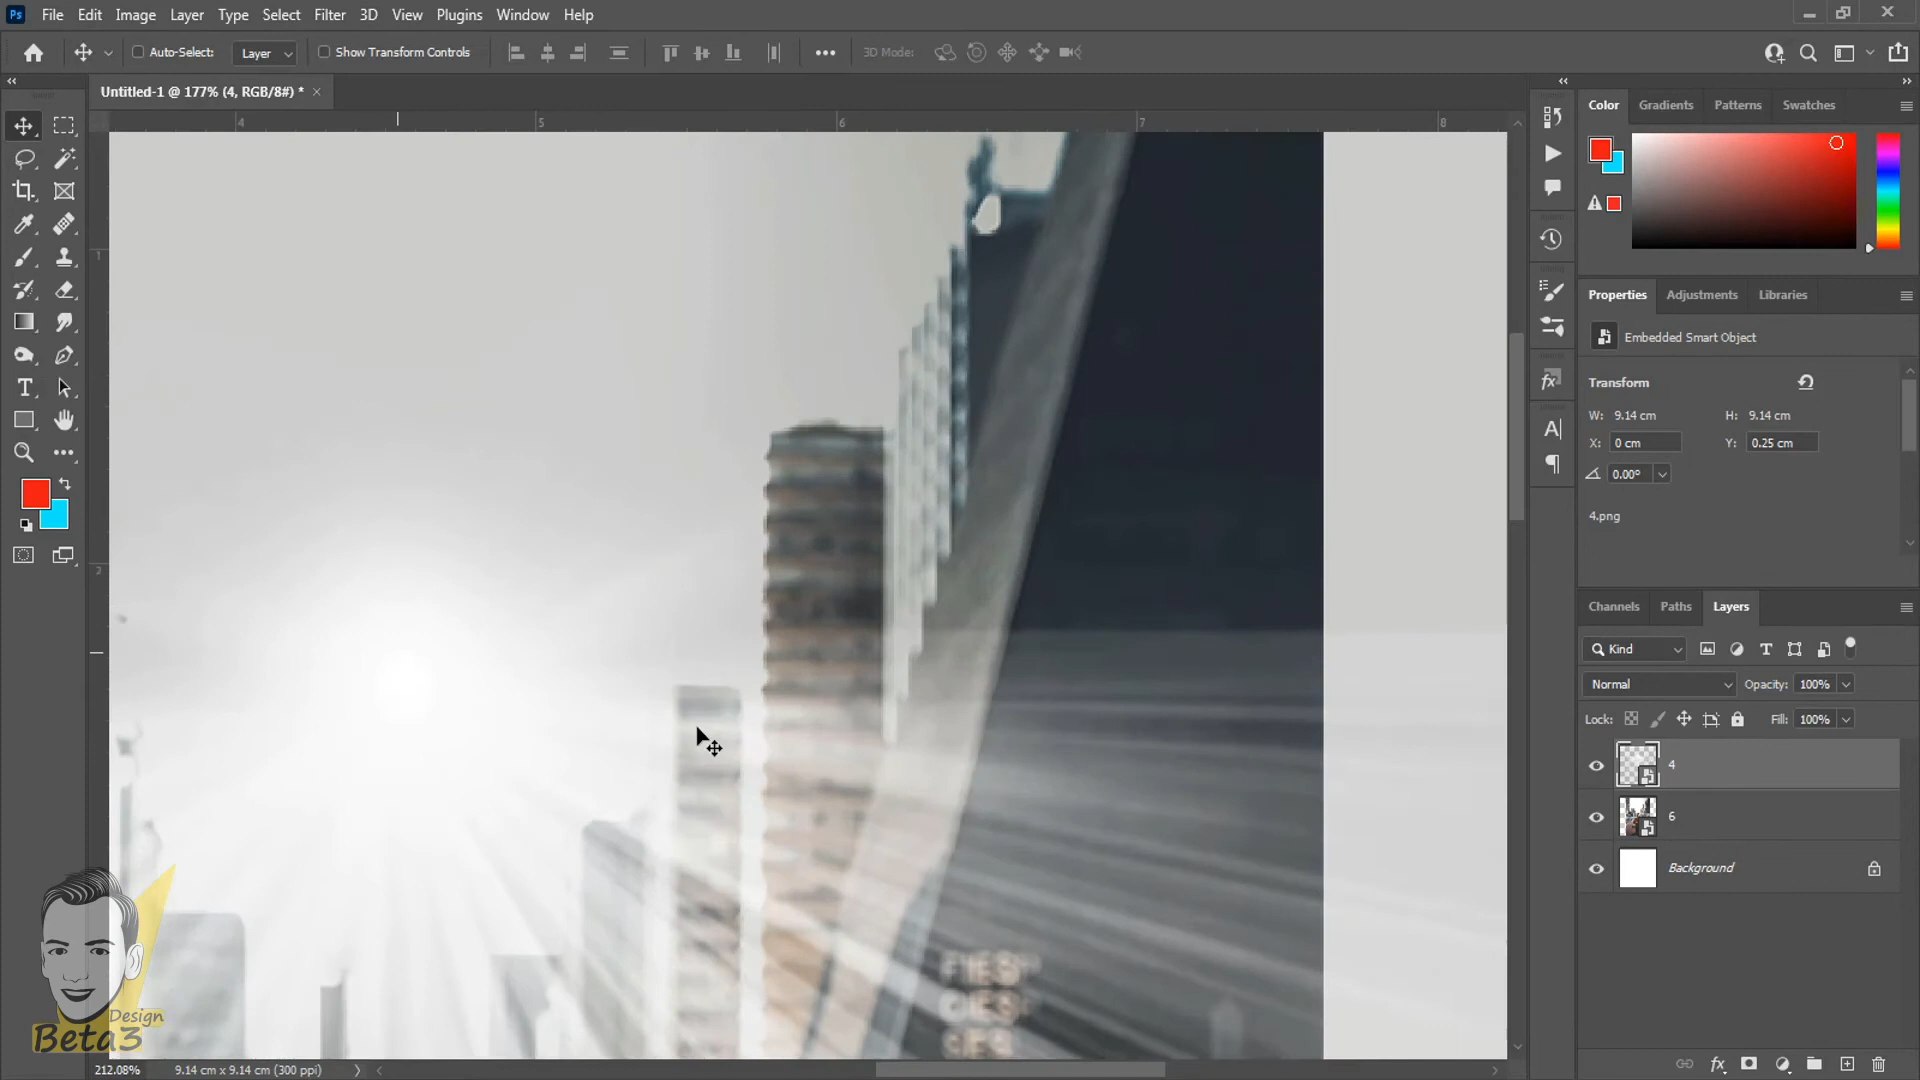 Ps File Edit Image Layer Type Select Filter 3D View Plugins Window Help
Auto-Select: Layer Show Transform Controls 3D Mode:
Untitled-1 @ 177% (4, RGB/8#) *
4 5 6 7 8
1
2
Color Gradients Patterns Swatches
Properties Adjustments Libraries
Embedded Smart Object
Transform
W: 9.14 cm H: 9.14 cm
X: 0 cm Y: 0.25 cm
0.00°
4.png
Channels Paths Layers
Kind
Normal Opacity: 100%
Lock: Fill: 100%
4
6
Background
Design
Beta3
212.08% 9.14 cm x 9.14 cm (300 ppi)